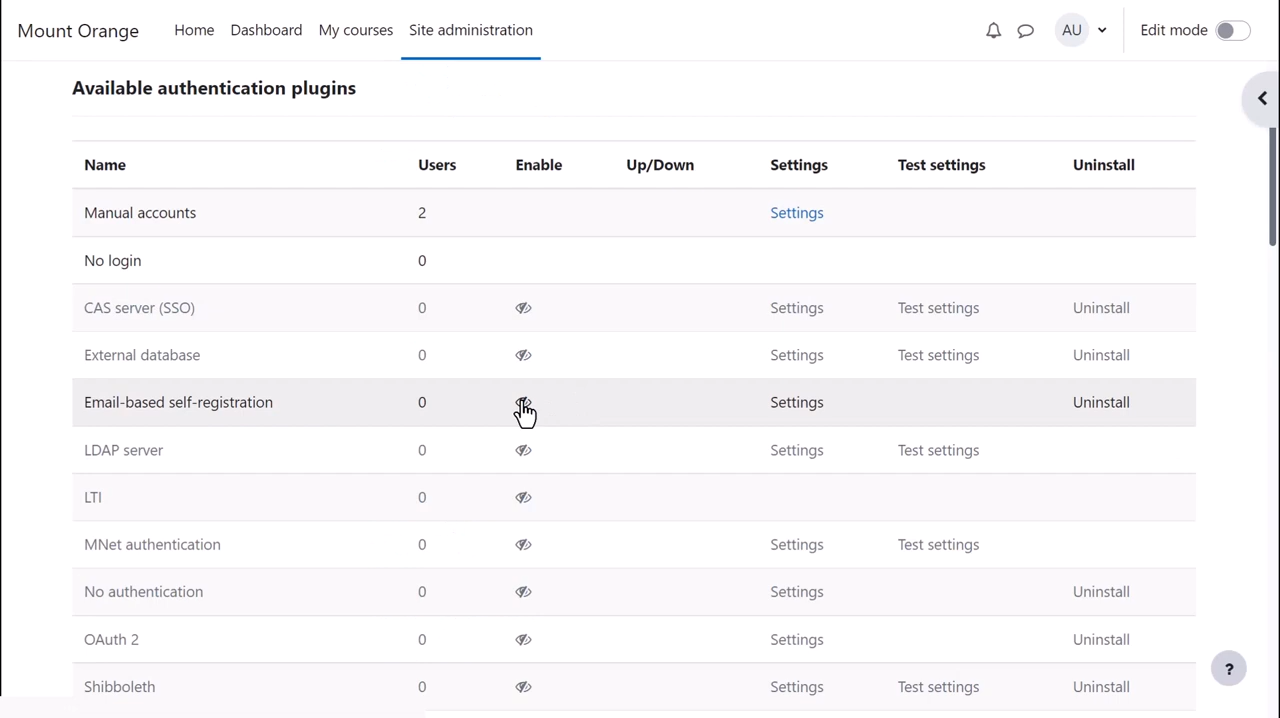 Mount Orange Home Dashboard My courses Site administration AU Edit mode
Available authentication plugins
Name Users Enable Up/Down Settings Test settings Uninstall
Manual accounts 2 Settings
No login 0
CAS server (SSO) 0 Settings Test settings Uninstall
External database 0 Settings Test settings Uninstall
Email-based self-registration 0 Settings Uninstall
LDAP server 0 Settings Test settings
LTI 0
MNet authentication 0 Settings Test settings
No authentication 0 Settings Uninstall
OAuth 2 0 Settings Uninstall
?
Shibboleth 0 Settings Test settings Uninstall